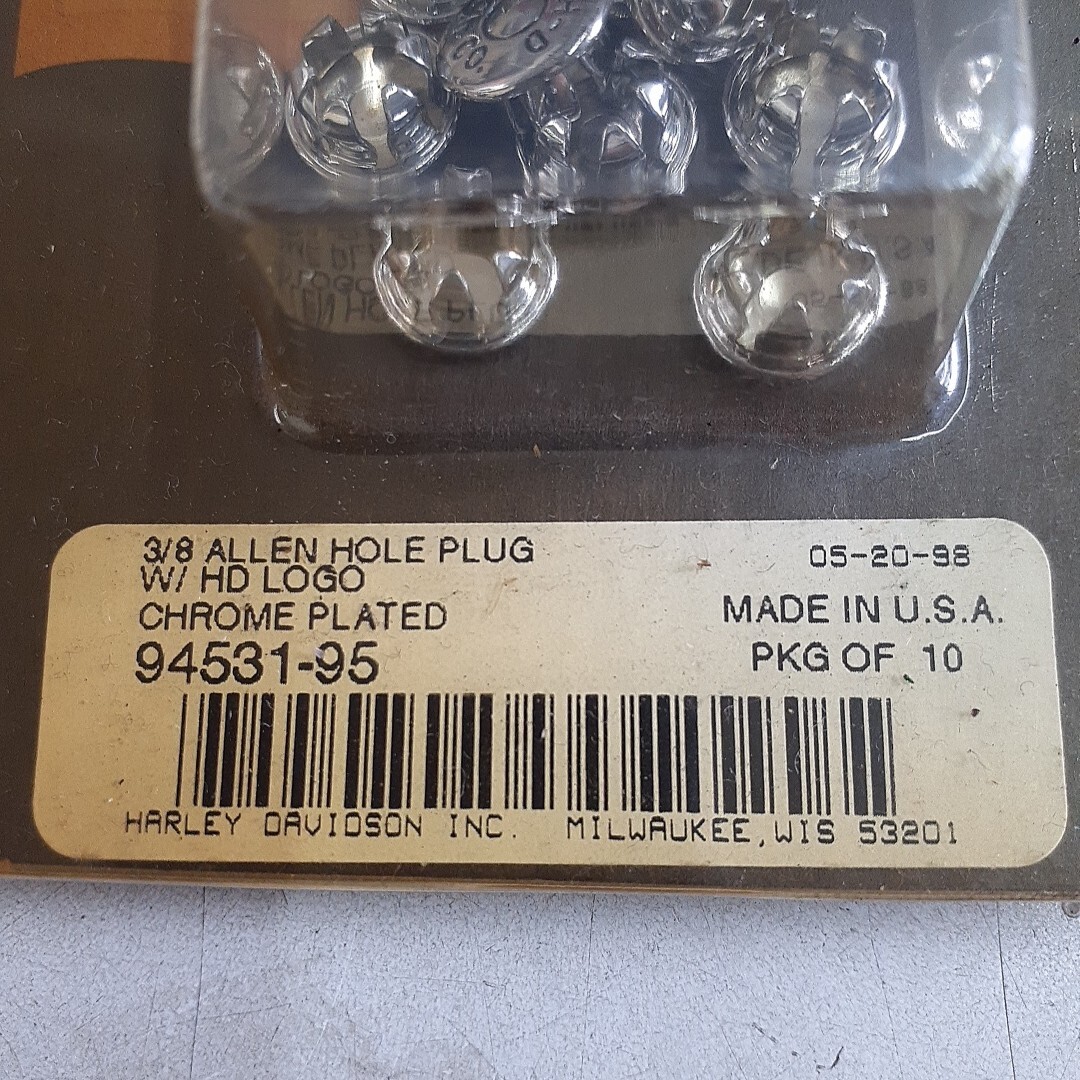 CO.
3/8 ALLEN HOLE PLUG
W/ HD LOGO
CHROME PLATED
94531-95
05-20-98
MADE IN U.S.A.
PKG OF 10
HARLEY DAVIDSON INC. MILWAUKEE, WIS 53201